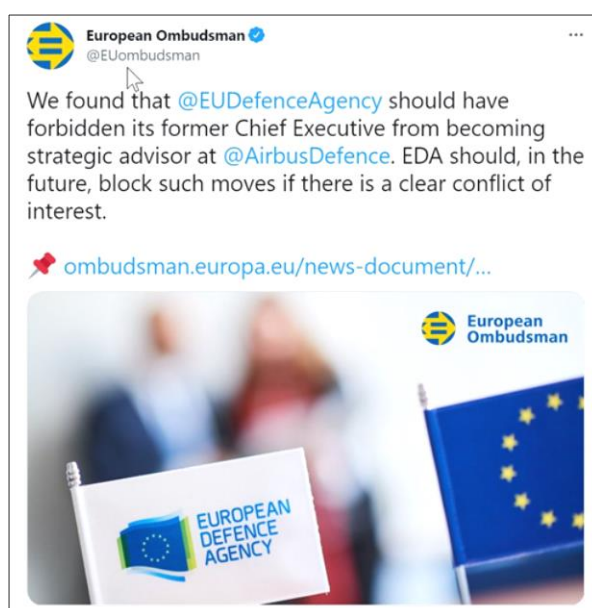 European Ombudsman
@EUombudsman
We found that @EUDefenceAgency should have
forbidden its former Chief Executive from becoming
strategic advisor at @AirbusDefence. EDA should, in the
future, block such moves if there is a clear conflict of
interest.
ombudsman.europa.eu/news-document/...
European
Ombudsman
EUROPEAN
DEFENCE
AGENCY